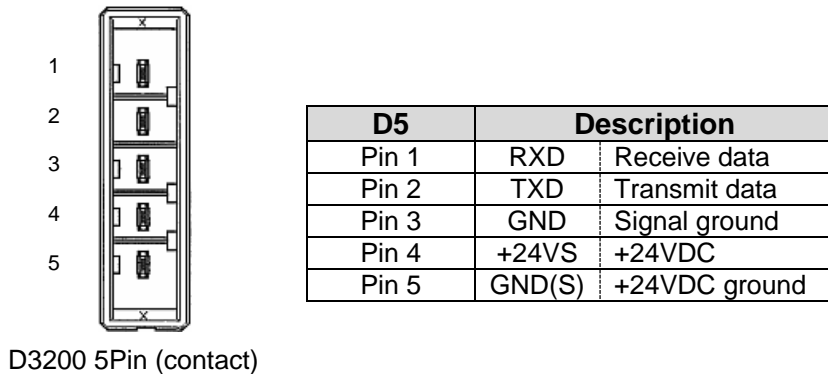 X
1
2
3
4
5
X
D5 Description
Pin 1 RXD Receive data
Pin 2 TXD Transmit data
Pin 3 GND Signal ground
Pin 4 +24VS +24VDC
Pin 5 GND(S) +24VDC ground
D3200 5Pin (contact)